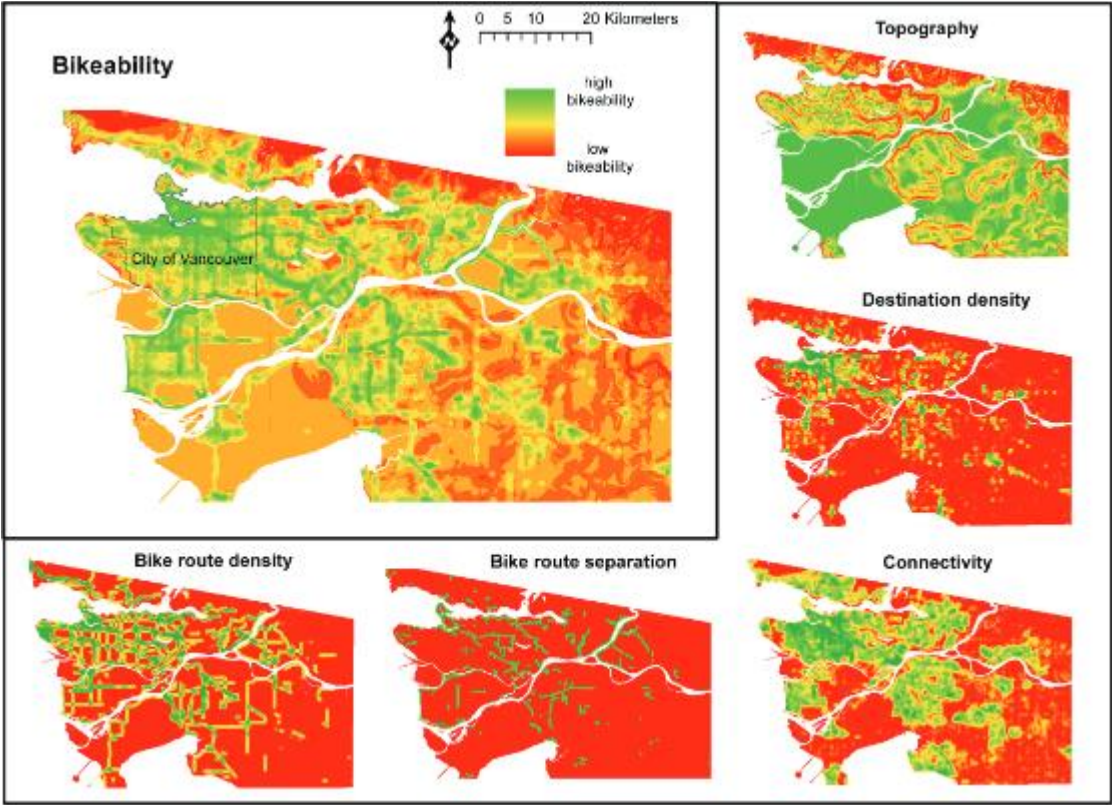 0 5 10 20 Kilometers
N
Bikeability
high
bikeability
low
bikeability
City of Vancouver
Topography
Destination density
Bike route density
Bike route separation
Connectivity